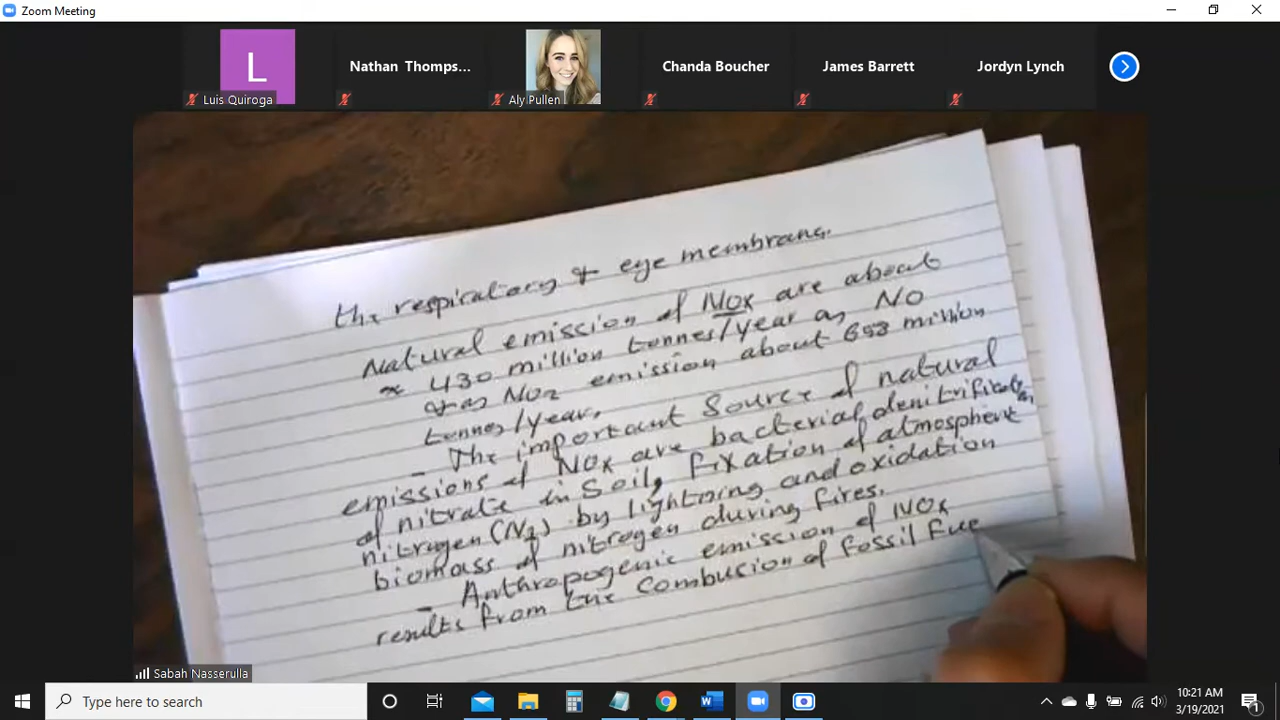 Zoom Meeting
L
Luis Quiroga
Nathan Thomps...
Aly Pullen
Chanda Boucher
James Barrett
Jordyn Lynch
the respiratory & eye membrans.
Natural emission of NOx are about
≈ 430 million tonnes/year as NO
& as NO2 emission about 658 million
tonnes/year.
- The important Source of natural
emissions of NOx are bacterial denitrification
of nitrate in Soil, fixation of atmospheric
nitrogen (N2) by lightning and oxidation
biomass of nitrogen during fires.
- Anthropogenic emission of NOx
results from the Combusion of fossil Fue
Sabah Nasserulla
Type here to search
10:21 AM
3/19/2021
1